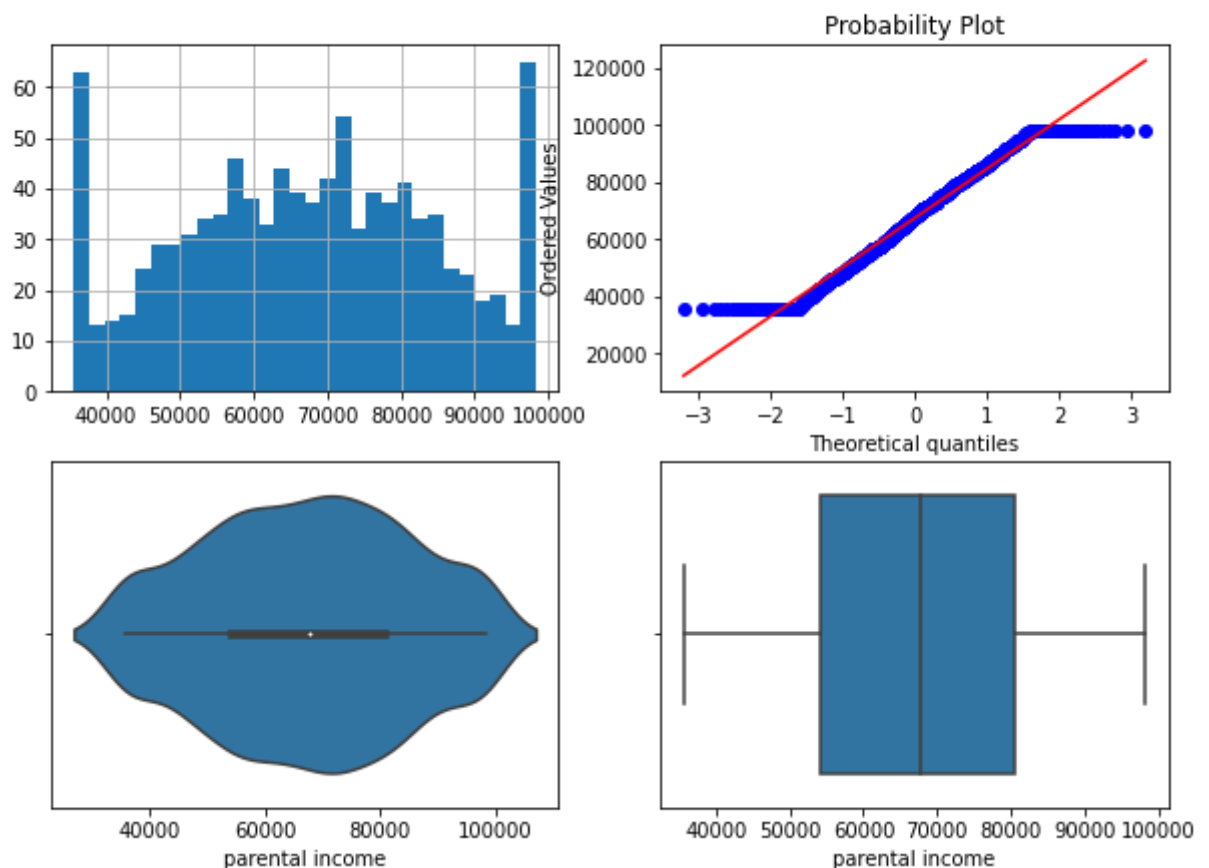 Probability Plot
60
50
40
30
20
10
0
40000 50000 60000 70000 80000 90000 100000
Ordered Values
120000
100000
80000
60000
40000
20000
−3 −2 −1 0 1 2 3
Theoretical quantiles
40000 60000 80000 100000
parental income
40000 50000 60000 70000 80000 90000 100000
parental income